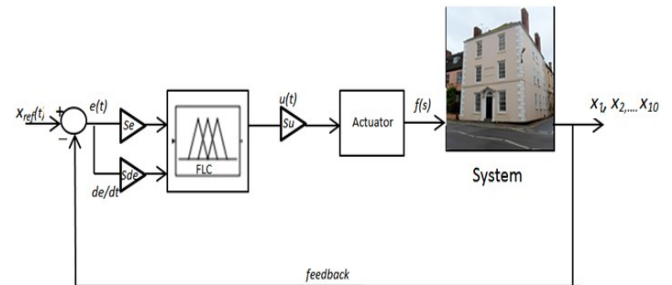 x_ref(t)
+
−
e(t)
de/dt
Se
Sde
FLC
u(t)
Su
Actuator
f(s)
System
X1, X2,.... X10
feedback